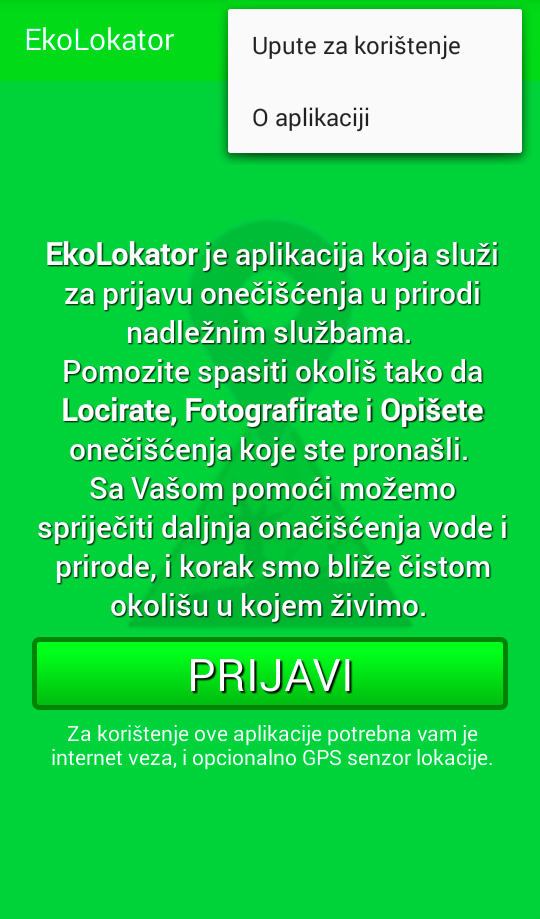 EkoLokator
Upute za korištenje
O aplikaciji
EkoLokator je aplikacija koja služi
za prijavu onečišćenja u prirodi
nadležnim službama.
Pomozite spasiti okoliš tako da
Locirate, Fotografirate i Opišete
onečišćenja koje ste pronašli.
Sa Vašom pomoći možemo
spriječiti daljnja onačišćenja vode i
prirode, i korak smo bliže čistom
okolišu u kojem živimo.
PRIJAVI
Za korištenje ove aplikacije potrebna vam je
internet veza, i opcionalno GPS senzor lokacije.